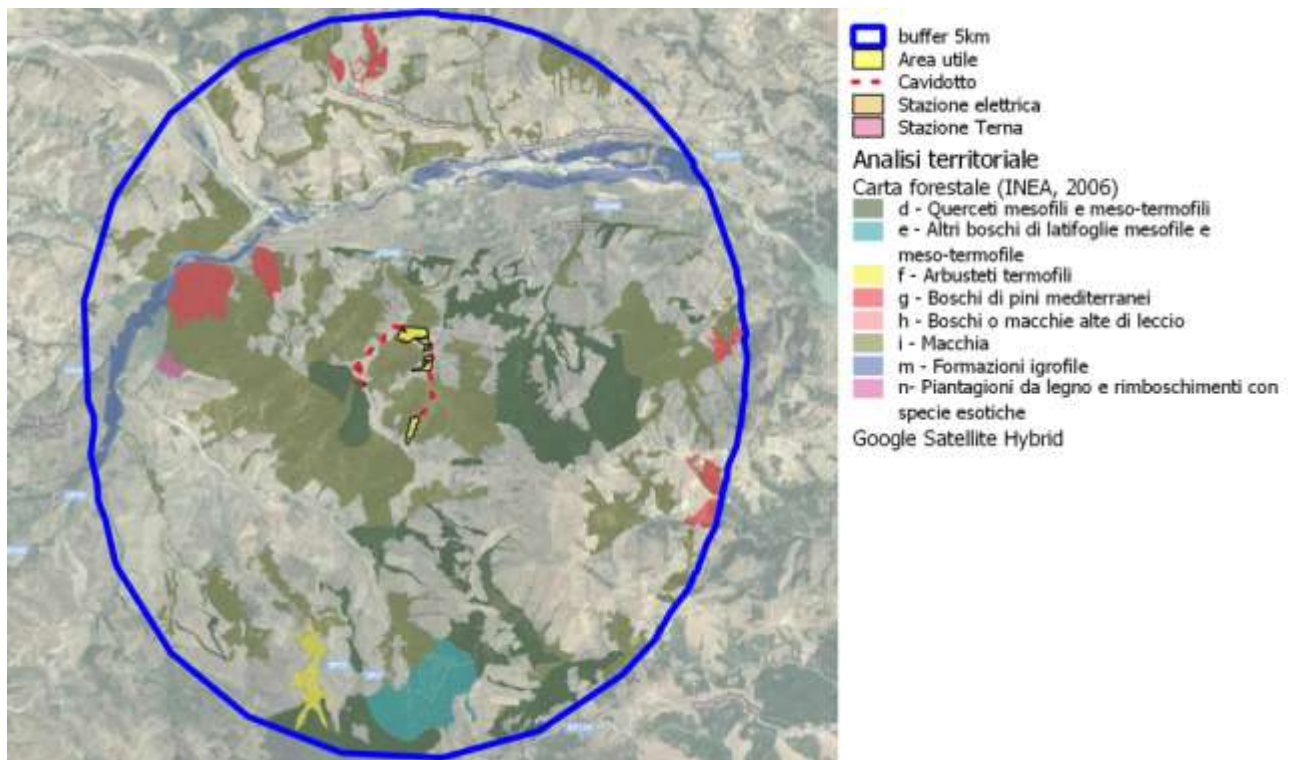 buffer 5km
Area utile
Cavidotto
Stazione elettrica
Stazione Terna
Analisi territoriale
Carta forestale (INEA, 2006)
d - Querceti mesofili e meso-termofili
e - Altri boschi di latifoglie mesofile e
meso-termofile
f - Arbusteti termofili
g - Boschi di pini mediterranei
h - Boschi o macchie alte di leccio
i - Macchia
m - Formazioni igrofile
n- Piantagioni da legno e rimboschimenti con
specie esotiche
Google Satellite Hybrid